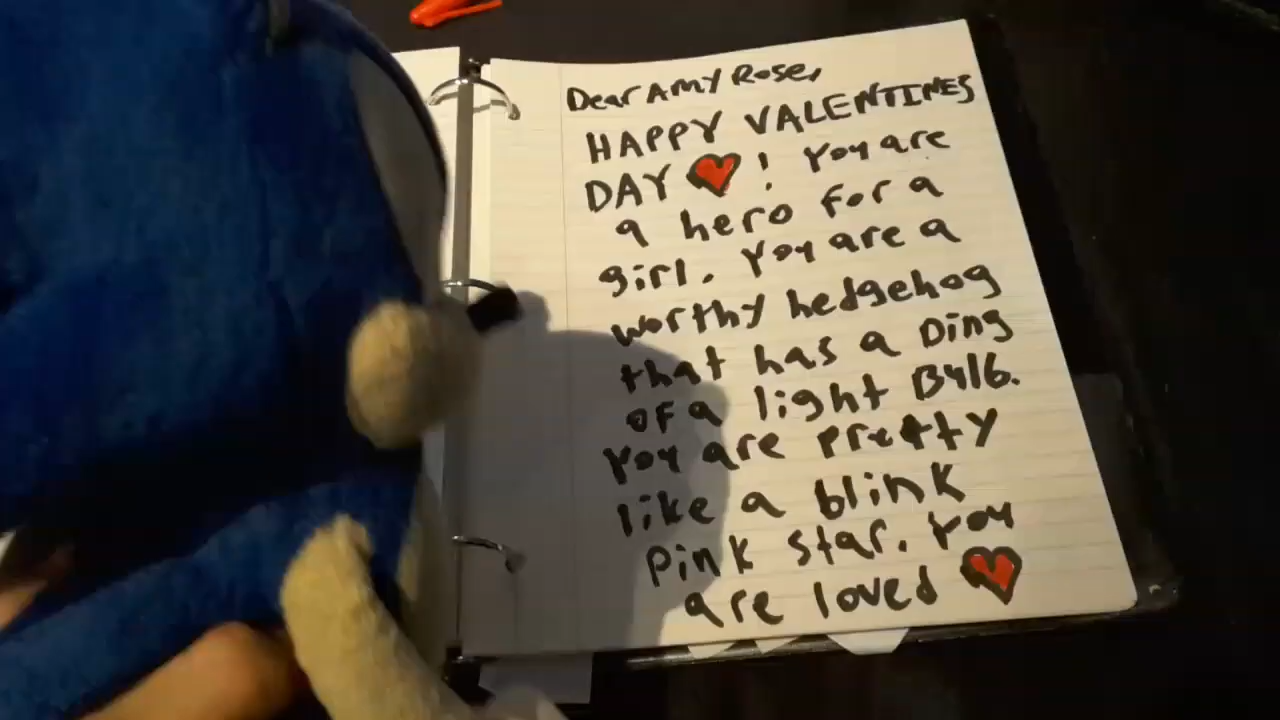 Dear Amy Rose,
HAPPY VALENTINES
DAY ! You are
a hero for a
girl. You are a
worthy hedgehog
that has a Ding
of a light Bulb.
You are pretty
like a blink
Pink star. You
are loved